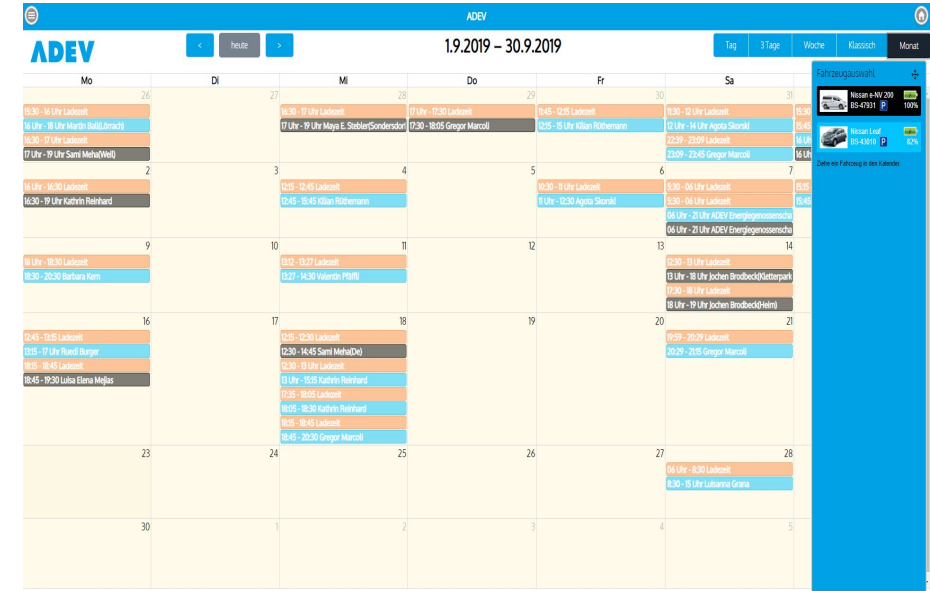 ADEV
ADEV
<
heute
>
1.9.2019 – 30.9.2019
Tag
3 Tage
Woche
Klassisch
Monat
Mo Di Mi Do Fr Sa
26 27 28 29 30 31
15:30 - 16 Uhr Ladezeit
16 Uhr - 18 Uhr Martin Bali(Lörrach)
16:30 - 17 Uhr Ladezeit
17 Uhr - 19 Uhr Sami Meha(Weil)
16:30 - 17 Uhr Ladezeit
17 Uhr - 19 Uhr Maya E. Stebler(Sondersdorf
17 Uhr - 17:30 Ladezeit
17:30 - 18:05 Gregor Marcoli
11:45 - 12:15 Ladezeit
12:15 - 15 Uhr Kilian Rüthemann
11:30 - 12 Uhr Ladezeit
12 Uhr - 14 Uhr Agota Skorski
22:39 - 23:09 Ladezeit
23:09 - 23:45 Gregor Marcoli
15:30
15:45
16 Uh
16 Uh
2 3 4 5 6 7
16 Uhr - 16:30 Ladezeit
16:30 - 19 Uhr Kathrin Reinhard
12:15 - 12:45 Ladezeit
12:45 - 15:45 Kilian Rüthemann
10:30 - 11 Uhr Ladezeit
11 Uhr - 12:30 Agota Skorski
5:30 - 06 Uhr Ladezeit
5:30 - 06 Uhr Ladezeit
06 Uhr - 21 Uhr ADEV Energiegenossenscha
06 Uhr - 21 Uhr ADEV Energiegenossenscha
15:15
15:45
9 10 11 12 13 14
18 Uhr - 18:30 Ladezeit
18:30 - 20:30 Barbara Kern
13:12 - 13:27 Ladezeit
13:27 - 14:30 Valentin Pfäffli
12:30 - 13 Uhr Ladezeit
13 Uhr - 18 Uhr Jochen Brodbeck(Kletterpark
17:30 - 18 Uhr Ladezeit
18 Uhr - 19 Uhr Jochen Brodbeck(Heim)
16 17 18 19 20 21
12:45 - 13:15 Ladezeit
13:15 - 17 Uhr Ruedi Burger
18:15 - 18:45 Ladezeit
18:45 - 19:30 Luisa Elena Mejias
12:15 - 12:30 Ladezeit
12:30 - 14:45 Sami Meha(De)
12:30 - 13 Uhr Ladezeit
13 Uhr - 15:15 Kathrin Reinhard
17:35 - 18:05 Ladezeit
18:05 - 18:30 Kathrin Reinhard
18:15 - 18:45 Ladezeit
18:45 - 20:30 Gregor Marcoli
19:59 - 20:29 Ladezeit
20:29 - 21:15 Gregor Marcoli
23 24 25 26 27 28
06 Uhr - 8:30 Ladezeit
8:30 - 15 Uhr Luisanna Grana
30 1 2 3 4 5
Fahrzeugauswahl
Nissan e-NV 200
BS-47931 P 100%
Nissan Leaf
BS-43010 P 82%
Ziehe ein Fahrzeug in den Kalender.